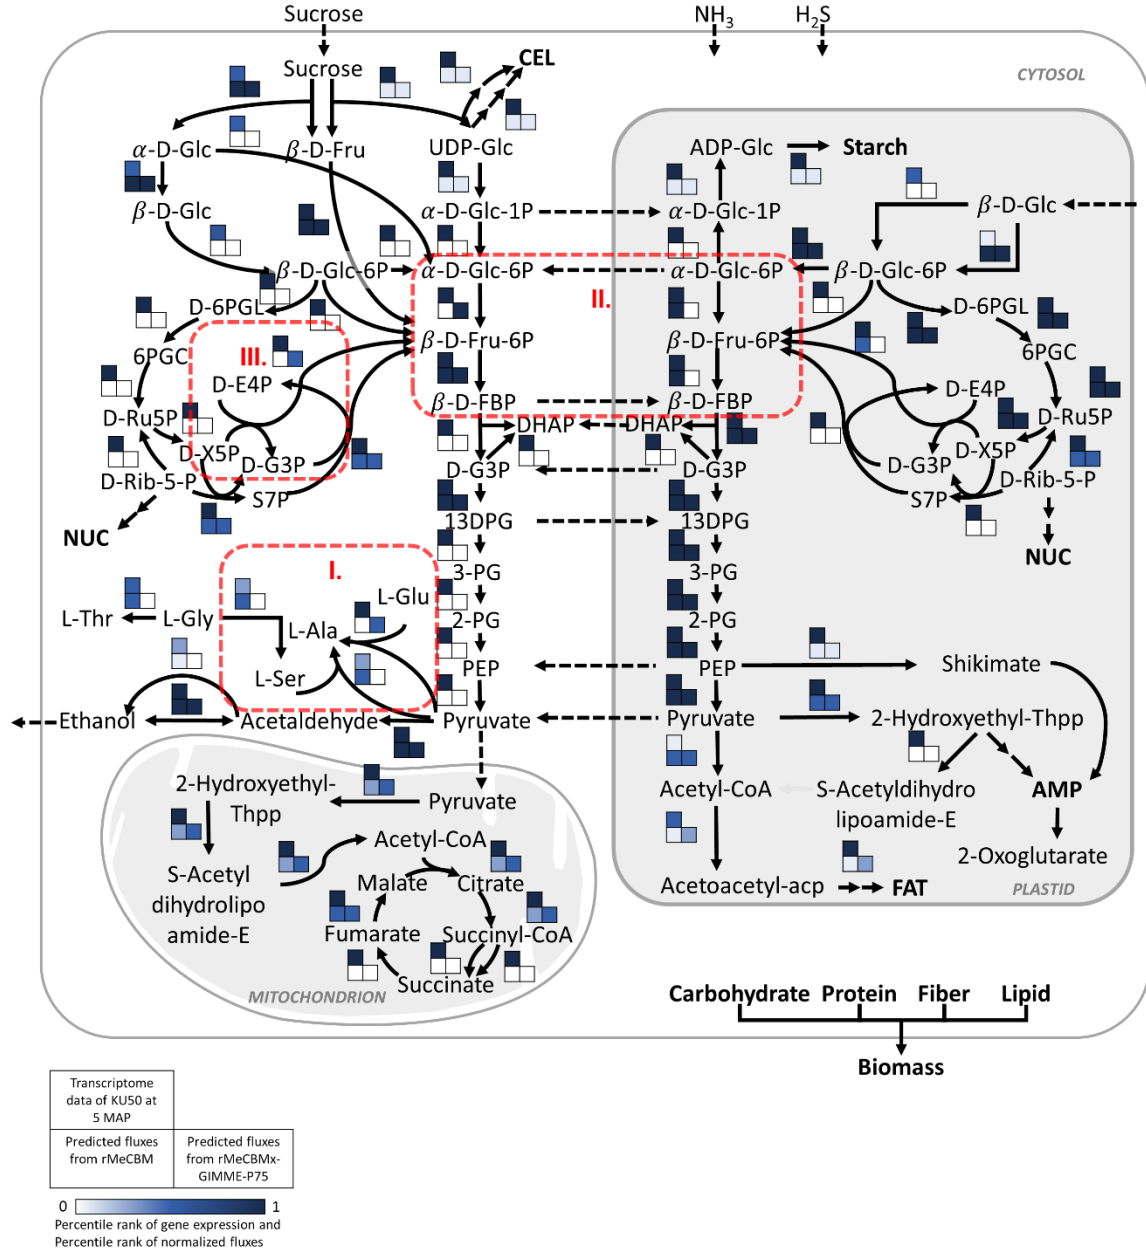 Sucrose
NH3
H2S
Sucrose
CEL
CYTOSOL
α-D-Glc
β-D-Fru
UDP-Glc
ADP-Glc
Starch
β-D-Glc
α-D-Glc-1P
α-D-Glc-1P
β-D-Glc
β-D-Glc-6P
α-D-Glc-6P
α-D-Glc-6P
β-D-Glc-6P
II.
D-6PGL
D-6PGL
β-D-Fru-6P
β-D-Fru-6P
6PGC
III.
6PGC
D-E4P
D-E4P
β-D-FBP
β-D-FBP
D-Ru5P
DHAP
DHAP
D-Ru5P
D-X5P
D-G3P
D-G3P
D-G3P
D-G3P
D-X5P
D-Rib-5-P
S7P
S7P
D-Rib-5-P
13DPG
13DPG
NUC
NUC
I.
3-PG
3-PG
L-Glu
L-Thr
L-Gly
L-Ala
2-PG
2-PG
L-Ser
PEP
PEP
Shikimate
Ethanol
Acetaldehyde
Pyruvate
Pyruvate
2-Hydroxyethyl-Thpp
2-Hydroxyethyl-
Thpp
Pyruvate
Acetyl-CoA
S-Acetyldihydro
lipoamide-E
AMP
Acetyl-CoA
2-Oxoglutarate
S-Acetyl
dihydrolipo
amide-E
Malate
Citrate
Acetoacetyl-acp
FAT
PLASTID
Fumarate
Succinyl-CoA
Succinate
MITOCHONDRION
Carbohydrate
Protein
Fiber
Lipid
Biomass
Transcriptome
data of KU50 at
5 MAP
Predicted fluxes
from rMeCBM
Predicted fluxes
from rMeCBMx-
GIMME-P75
0
1
Percentile rank of gene expression and
Percentile rank of normalized fluxes